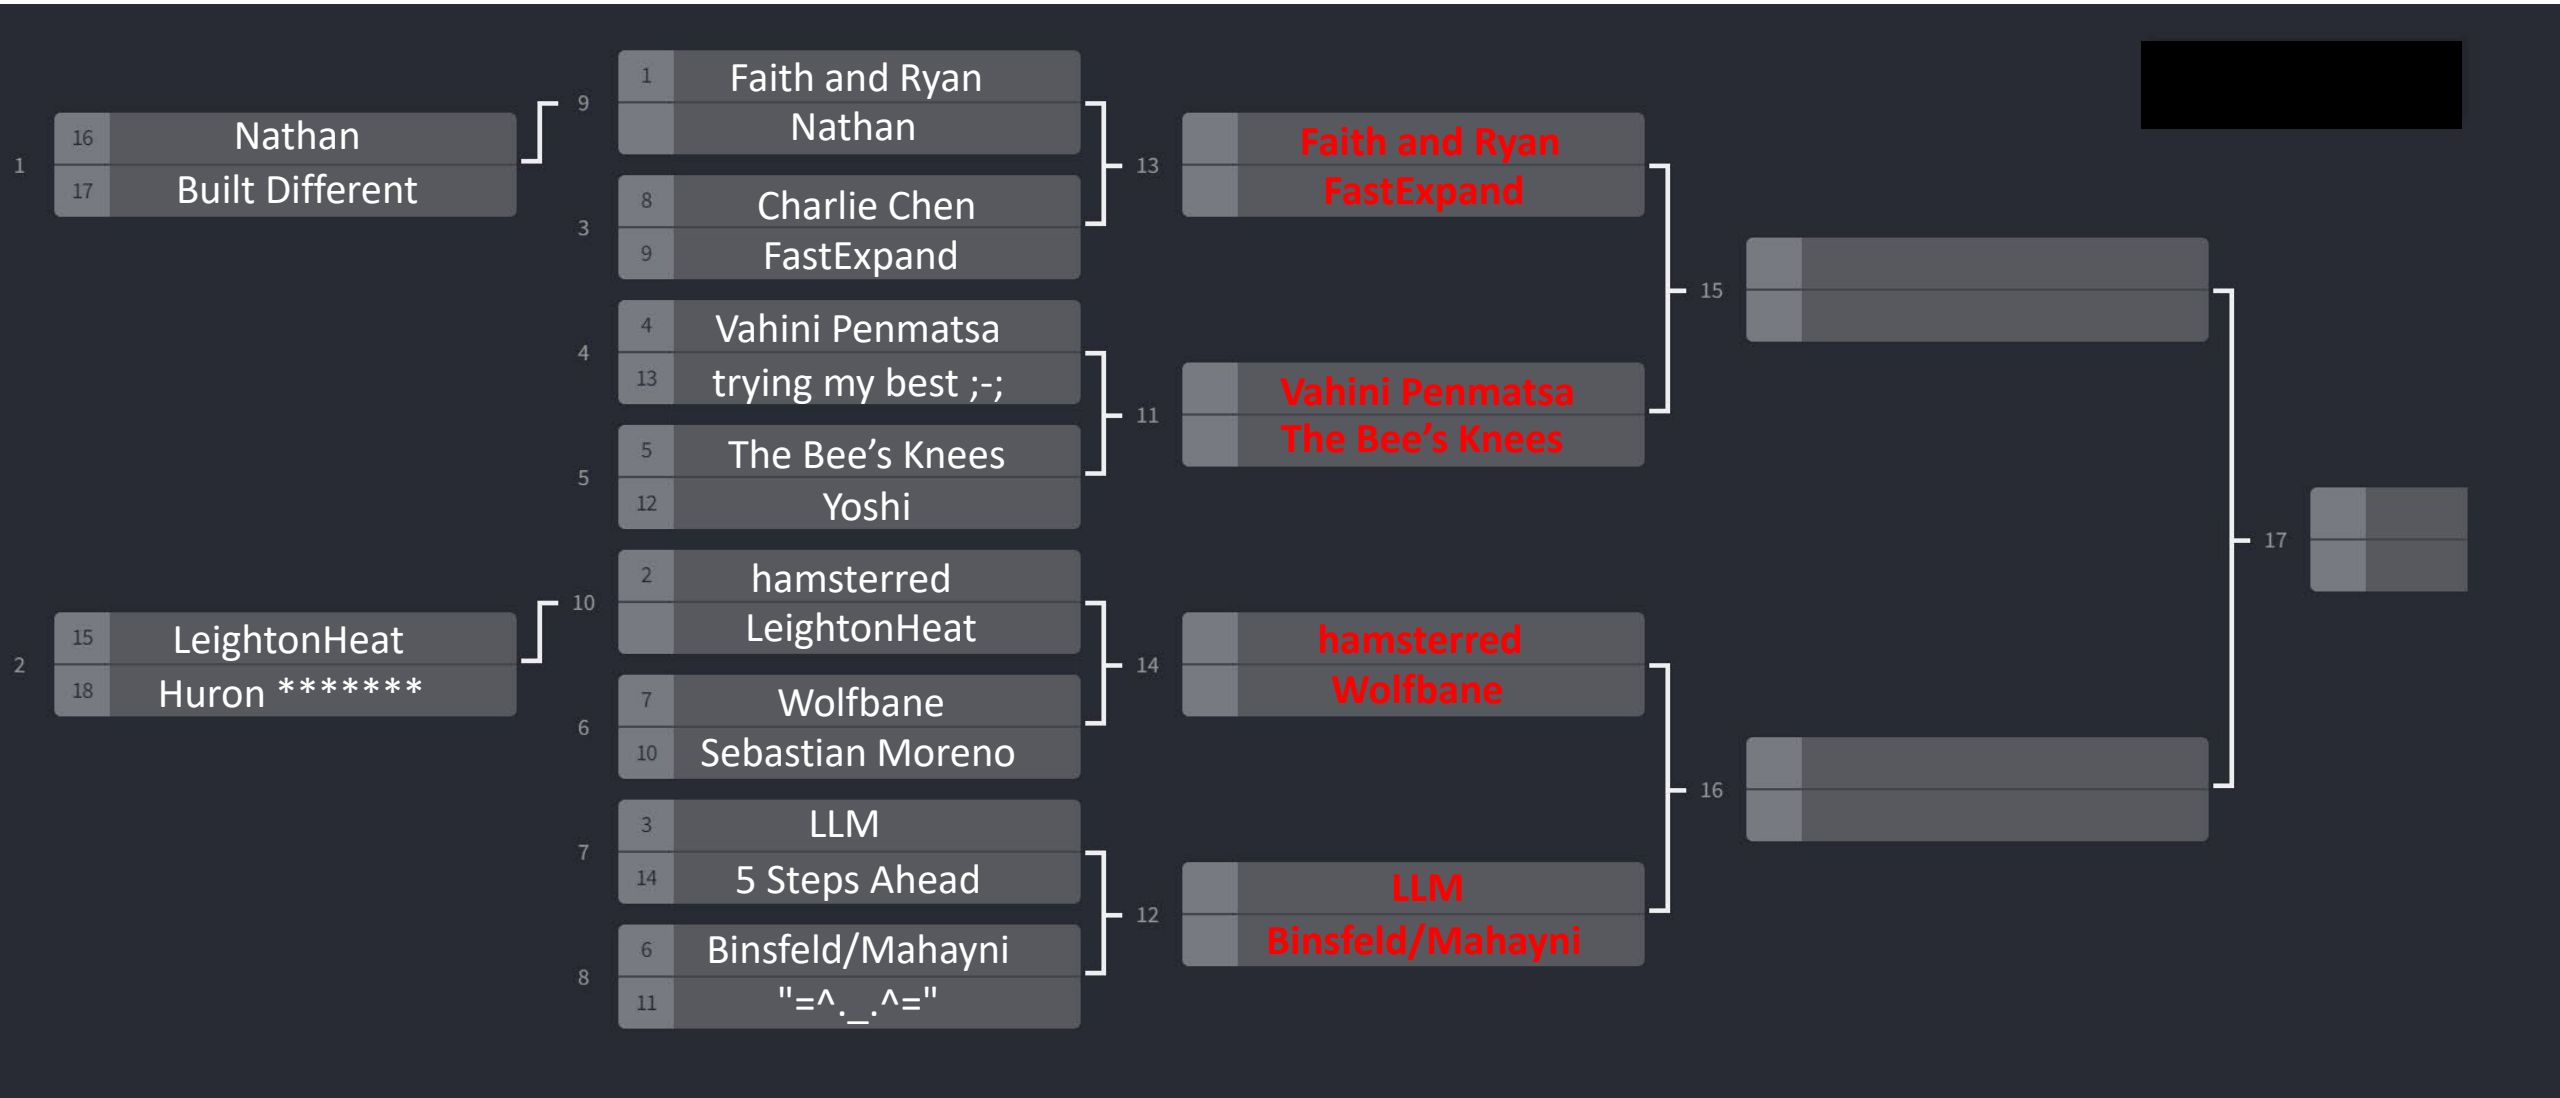 1
16 Nathan
17 Built Different
2
15 LeightonHeat
18 Huron *******
9
1 Faith and Ryan
Nathan
3
8 Charlie Chen
9 FastExpand
4
4 Vahini Penmatsa
13 trying my best ;-;
5
5 The Bee’s Knees
12 Yoshi
10
2 hamsterred
LeightonHeat
6
7 Wolfbane
10 Sebastian Moreno
7
3 LLM
14 5 Steps Ahead
8
6 Binsfeld/Mahayni
11 "=^._.^="
13
Faith and Ryan
FastExpand
11
Vahini Penmatsa
The Bee’s Knees
14
hamsterred
Wolfbane
12
LLM
Binsfeld/Mahayni
15
16
17